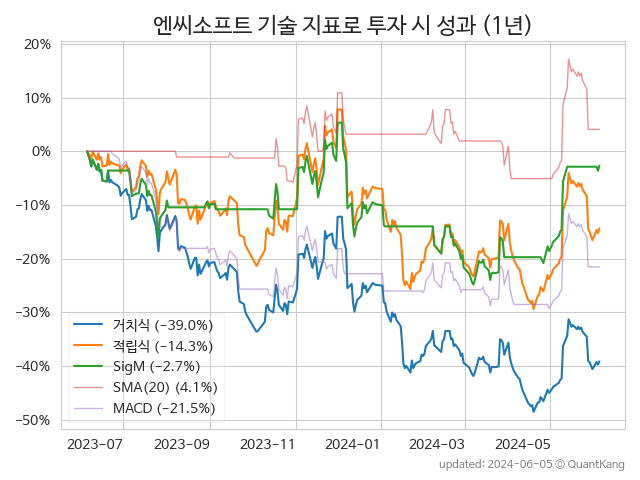 엔씨소프트 기술 지표로 투자 시 성과 (1년)
20%
10%
0%
−10%
−20%
−30%
−40%
−50%
거치식 (−39.0%)
적립식 (−14.3%)
SigM (−2.7%)
SMA(20) (4.1%)
MACD (−21.5%)
2023−07 2023−09 2023−11 2024−01 2024−03 2024−05
updated: 2024−06−05 ⓒ QuantKang